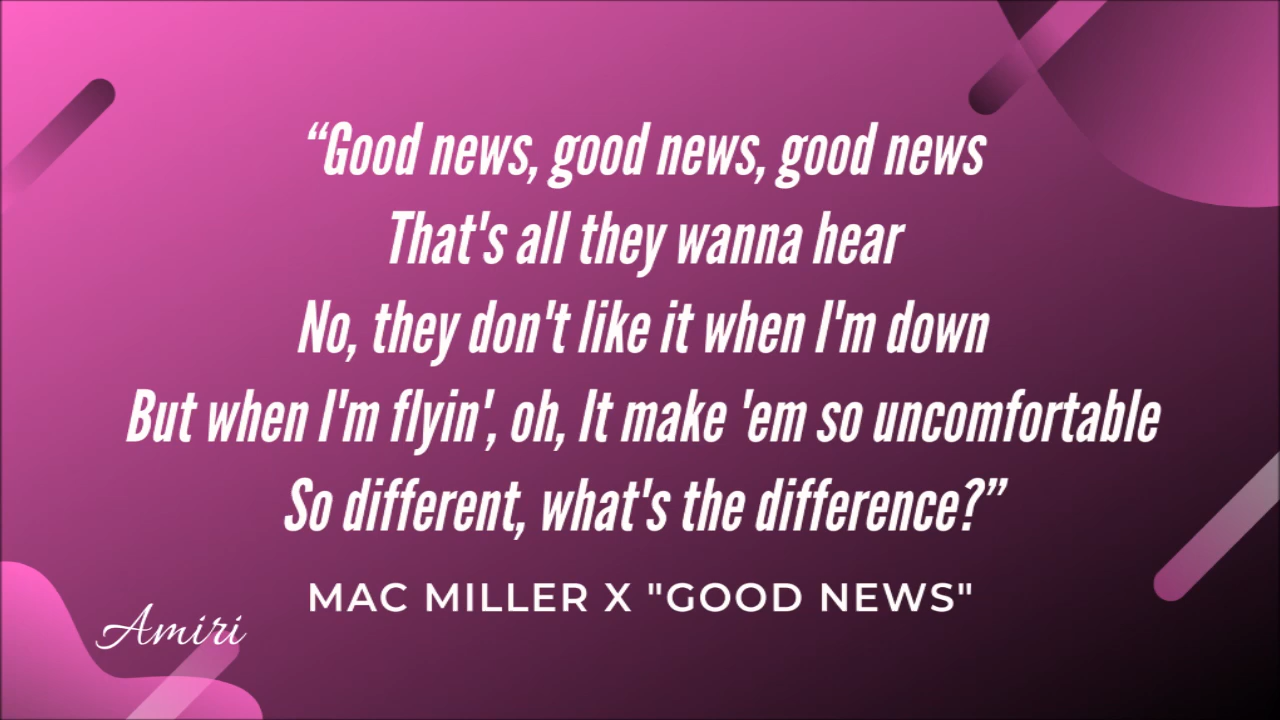 “Good news, good news, good news
That's all they wanna hear
No, they don't like it when I'm down
But when I'm flyin', oh, It make 'em so uncomfortable
So different, what's the difference?”
MAC MILLER X "GOOD NEWS"
Amiri